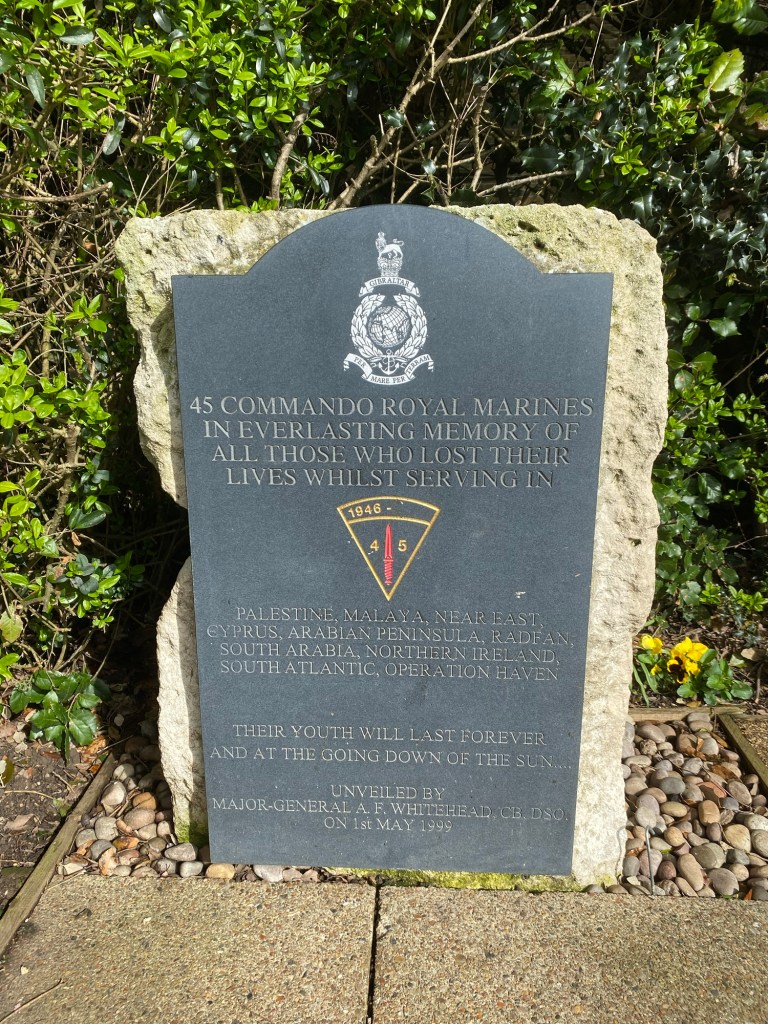 GIBRALTAR
PER MARE PER TERRAM
45 COMMANDO ROYAL MARINES
IN EVERLASTING MEMORY OF
ALL THOSE WHO LOST THEIR
LIVES WHILST SERVING IN
1946 -
4 5
PALESTINE, MALAYA, NEAR EAST,
CYPRUS, ARABIAN PENINSULA, RADFAN,
SOUTH ARABIA, NORTHERN IRELAND,
SOUTH ATLANTIC, OPERATION HAVEN
THEIR YOUTH WILL LAST FOREVER
AND AT THE GOING DOWN OF THE SUN....
UNVEILED BY
MAJOR-GENERAL A. F. WHITEHEAD, CB. DSO.
ON 1st MAY 1999